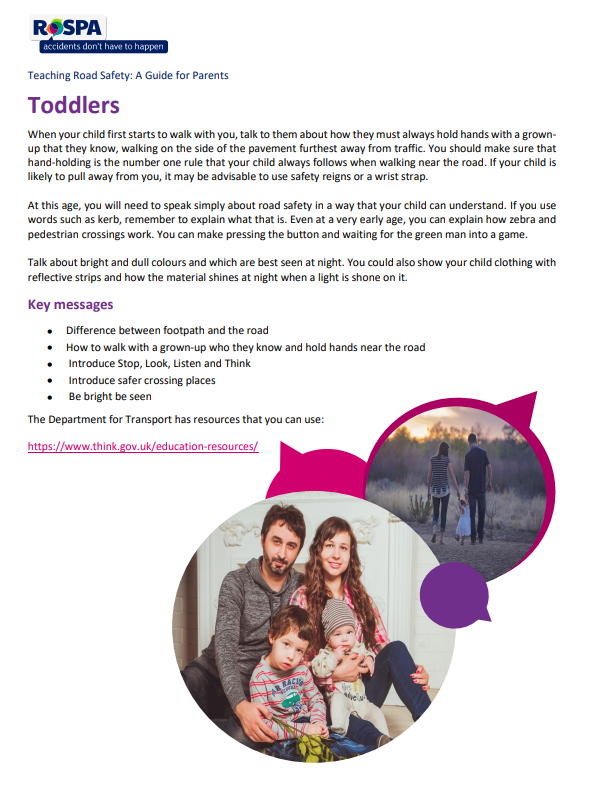 ROSPA
accidents don't have to happen
Teaching Road Safety: A Guide for Parents
Toddlers
When your child first starts to walk with you, talk to them about how they must always hold hands with a grown-
up that they know, walking on the side of the pavement furthest away from traffic. You should make sure that
hand-holding is the number one rule that your child always follows when walking near the road. If your child is
likely to pull away from you, it may be advisable to use safety reigns or a wrist strap.
At this age, you will need to speak simply about road safety in a way that your child can understand. If you use
words such as kerb, remember to explain what that is. Even at a very early age, you can explain how zebra and
pedestrian crossings work. You can make pressing the button and waiting for the green man into a game.
Talk about bright and dull colours and which are best seen at night. You could also show your child clothing with
reflective strips and how the material shines at night when a light is shone on it.
Key messages
• Difference between footpath and the road
• How to walk with a grown-up who they know and hold hands near the road
• Introduce Stop, Look, Listen and Think
• Introduce safer crossing places
• Be bright be seen
The Department for Transport has resources that you can use:
https://www.think.gov.uk/education-resources/